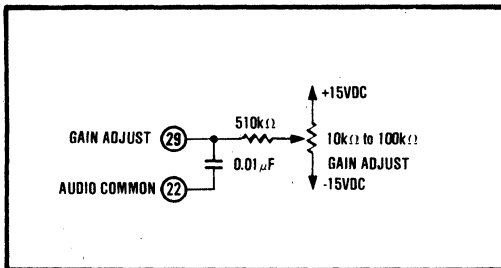 +15VDC
510kΩ
GAIN ADJUST 29
10kΩ to 100kΩ
0.01μF
GAIN ADJUST
AUDIO COMMON 22
-15VDC